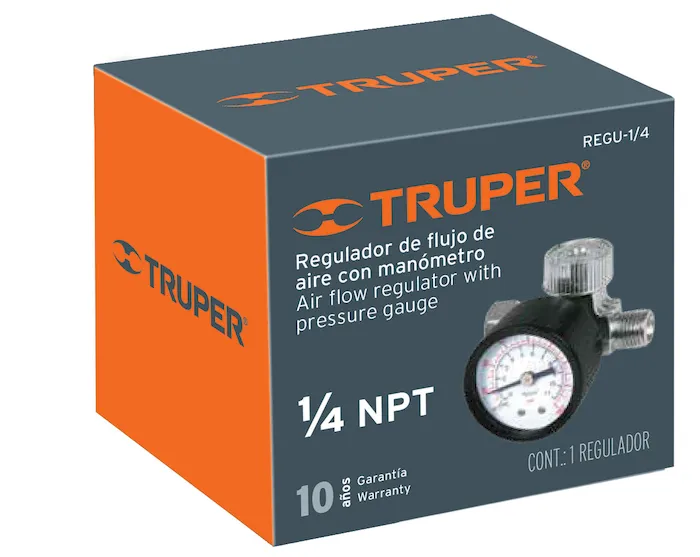 TRUPER®
REGU-1/4
TRUPER®
Regulador de flujo de
aire con manómetro
Air flow regulator with
pressure gauge
1/4 NPT
10 años Garantía
Warranty
CONT.: 1 REGULADOR
TRUPER®